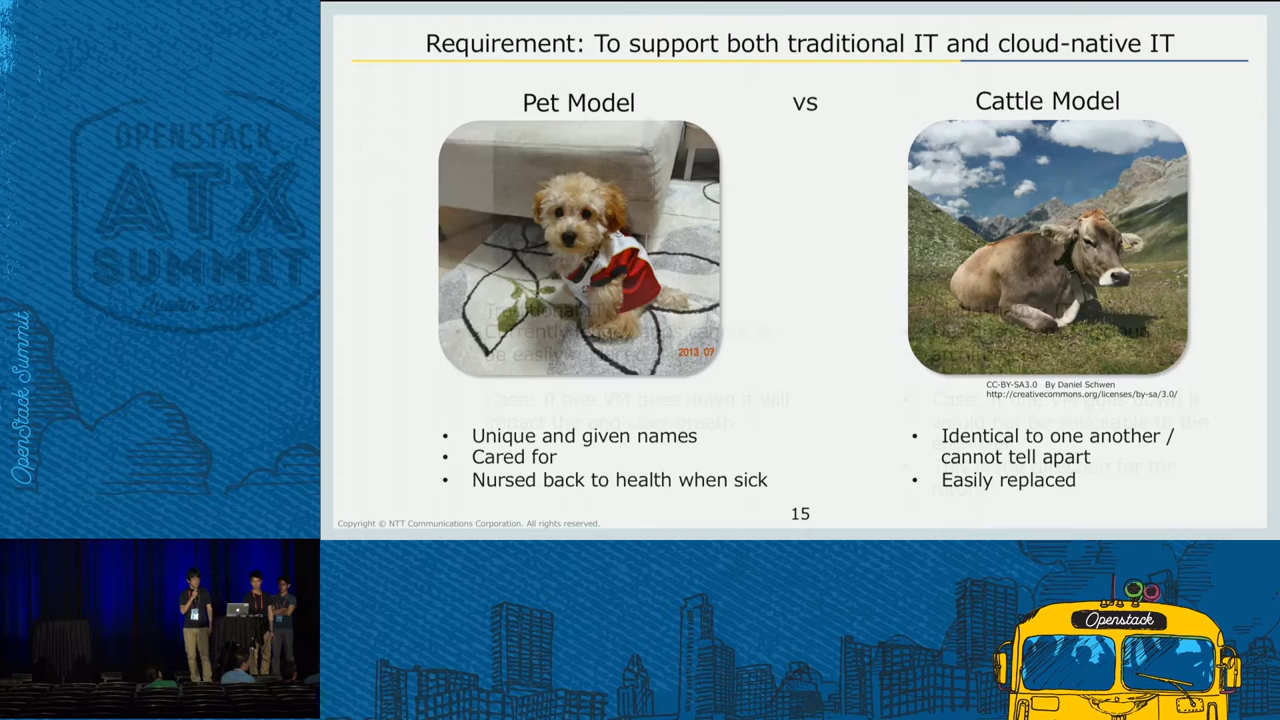 Requirement: To support both traditional IT and cloud-native IT
Pet Model
vs
Cattle Model
2013 07
CC-BY-SA3.0 By Daniel Schwen
http://creativecommons.org/licenses/by-sa/3.0/
• Unique and given names
• Cared for
• Nursed back to health when sick
• Identical to one another /
cannot tell apart
• Easily replaced
15
Copyright © NTT Communications Corporation. All rights reserved.
OPENSTACK
ATX
SUMMIT
OpenStack Summit
Openstack